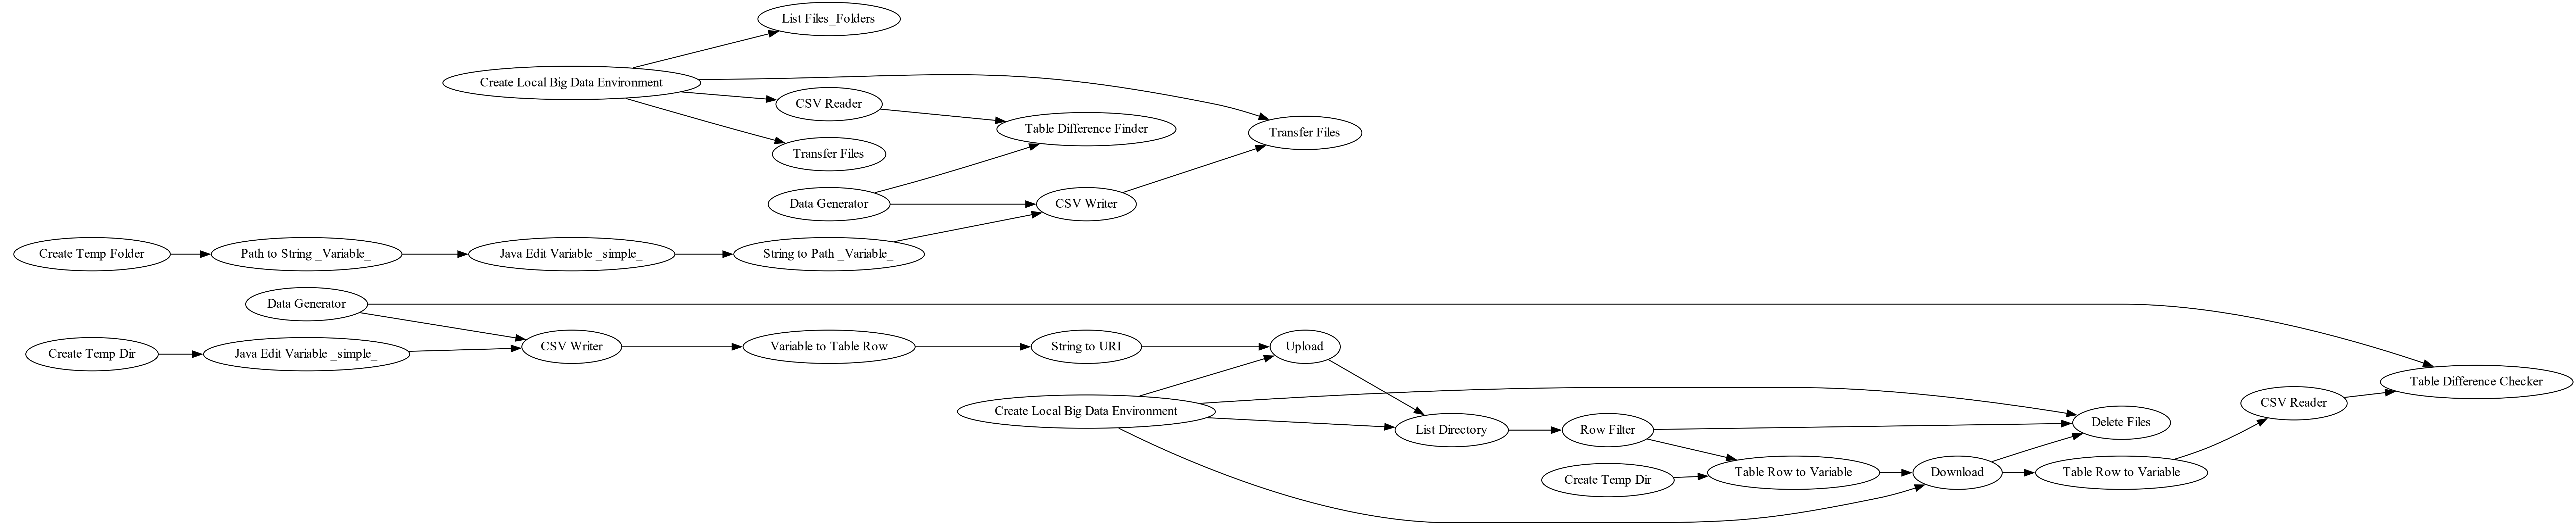 List Files_Folders
Create Local Big Data Environment
CSV Reader
Table Difference Finder
Transfer Files
Transfer Files
Data Generator
CSV Writer
Create Temp Folder
Path to String _Variable_
Java Edit Variable _simple_
String to Path _Variable_
Data Generator
Create Temp Dir
Java Edit Variable _simple_
CSV Writer
Variable to Table Row
String to URI
Upload
Create Local Big Data Environment
List Directory
Row Filter
Delete Files
CSV Reader
Table Difference Checker
Create Temp Dir
Table Row to Variable
Download
Table Row to Variable